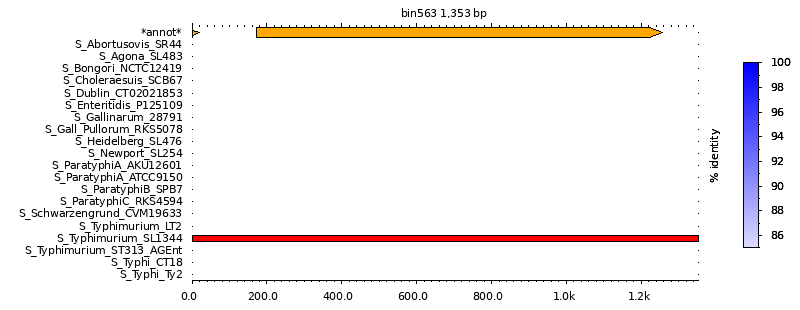 bin563 1,353 bp
*annot*
S_Abortusovis_SR44
S_Agona_SL483
S_Bongori_NCTC12419
S_Choleraesuis_SCB67
S_Dublin_CT02021853
S_Enteritidis_P125109
S_Gallinarum_28791
S_Gall_Pullorum_RKS5078
S_Heidelberg_SL476
S_Newport_SL254
S_ParatyphiA_AKU12601
S_ParatyphiA_ATCC9150
S_ParatyphiB_SPB7
S_ParatyphiC_RKS4594
S_Schwarzengrund_CVM19633
S_Typhimurium_LT2
S_Typhimurium_SL1344
S_Typhimurium_ST313_AGEnt
S_Typhi_CT18
S_Typhi_Ty2
0.0 200.0 400.0 600.0 800.0 1.0k 1.2k
% identity
100
98
96
94
92
90
88
86